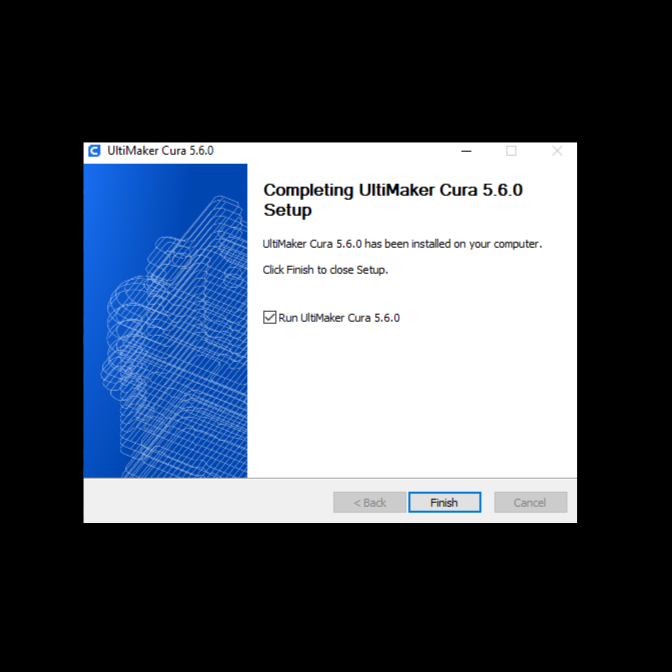 UltiMaker Cura 5.6.0
Completing UltiMaker Cura 5.6.0
Setup
UltiMaker Cura 5.6.0 has been installed on your computer.
Click Finish to close Setup.
Run UltiMaker Cura 5.6.0
< Back Finish Cancel